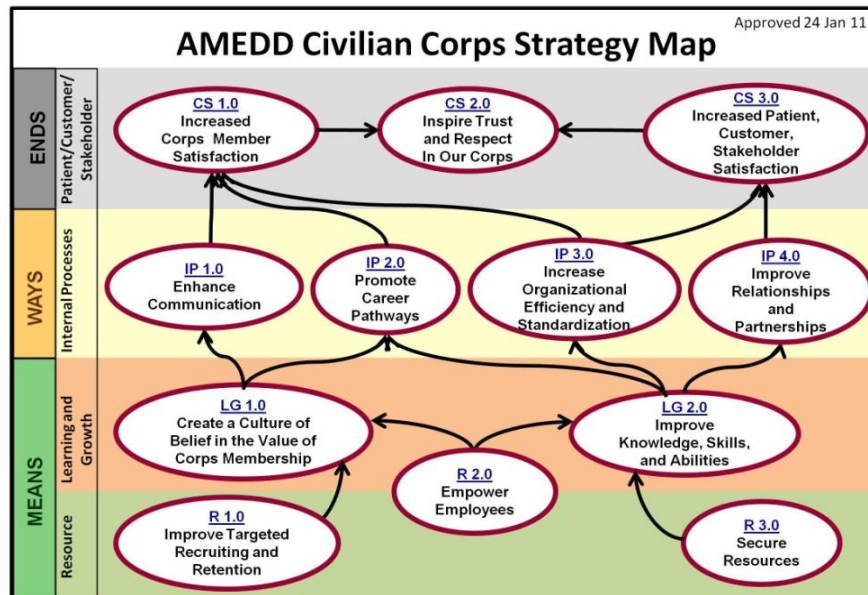 Approved 24 Jan 11
AMEDD Civilian Corps Strategy Map
ENDS
Patient/Customer/
Stakeholder
CS 1.0
Increased
Corps Member
Satisfaction
CS 2.0
Inspire Trust
and Respect
In Our Corps
CS 3.0
Increased Patient,
Customer,
Stakeholder
Satisfaction
WAYS
Internal Processes
IP 1.0
Enhance
Communication
IP 2.0
Promote
Career
Pathways
IP 3.0
Increase
Organizational
Efficiency and
Standardization
IP 4.0
Improve
Relationships
and
Partnerships
MEANS
Learning and
Growth
LG 1.0
Create a Culture of
Belief in the Value of
Corps Membership
LG 2.0
Improve
Knowledge, Skills,
and Abilities
R 2.0
Empower
Employees
Resource
R 1.0
Improve Targeted
Recruiting and
Retention
R 3.0
Secure
Resources